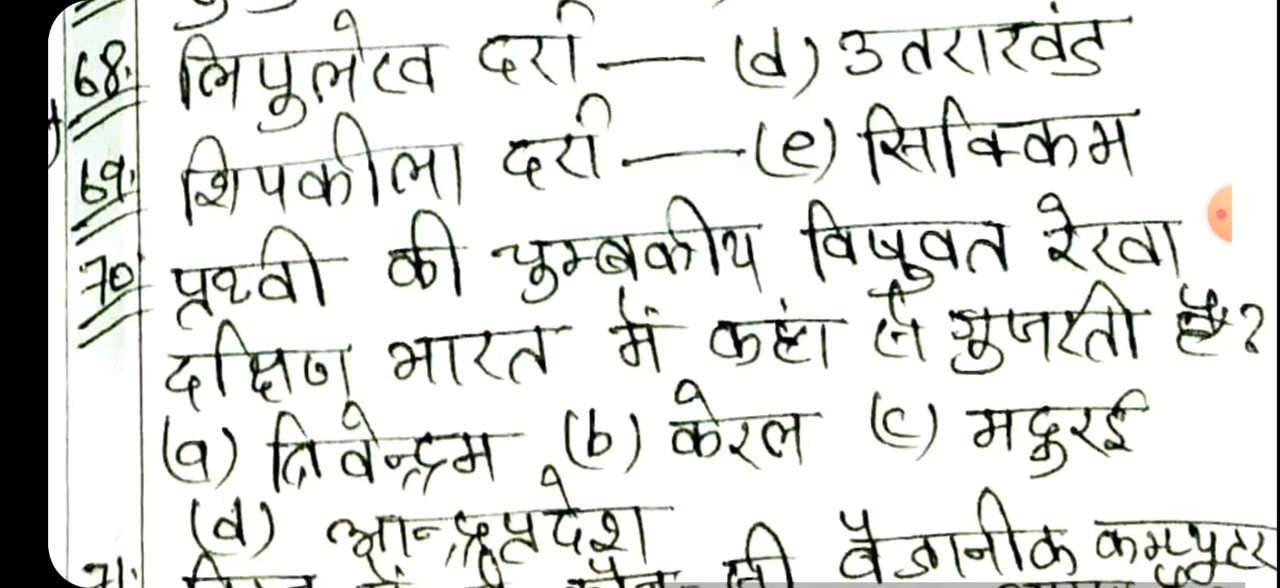 68. लिपुलेख दर्रा — (d) उतराखंड
69. शिपकीला दर्रा — (e) सिक्किम
70 पृथ्वी की चुम्बकीय विषुवत रेखा
दक्षिण भारत में कहां से गुजरती है?
(a) त्रिवेन्द्रम (b) केरल (c) मदुरई
(d) आन्ध्रप्रदेश
71. वैज्ञानीक कम्प्यूटर